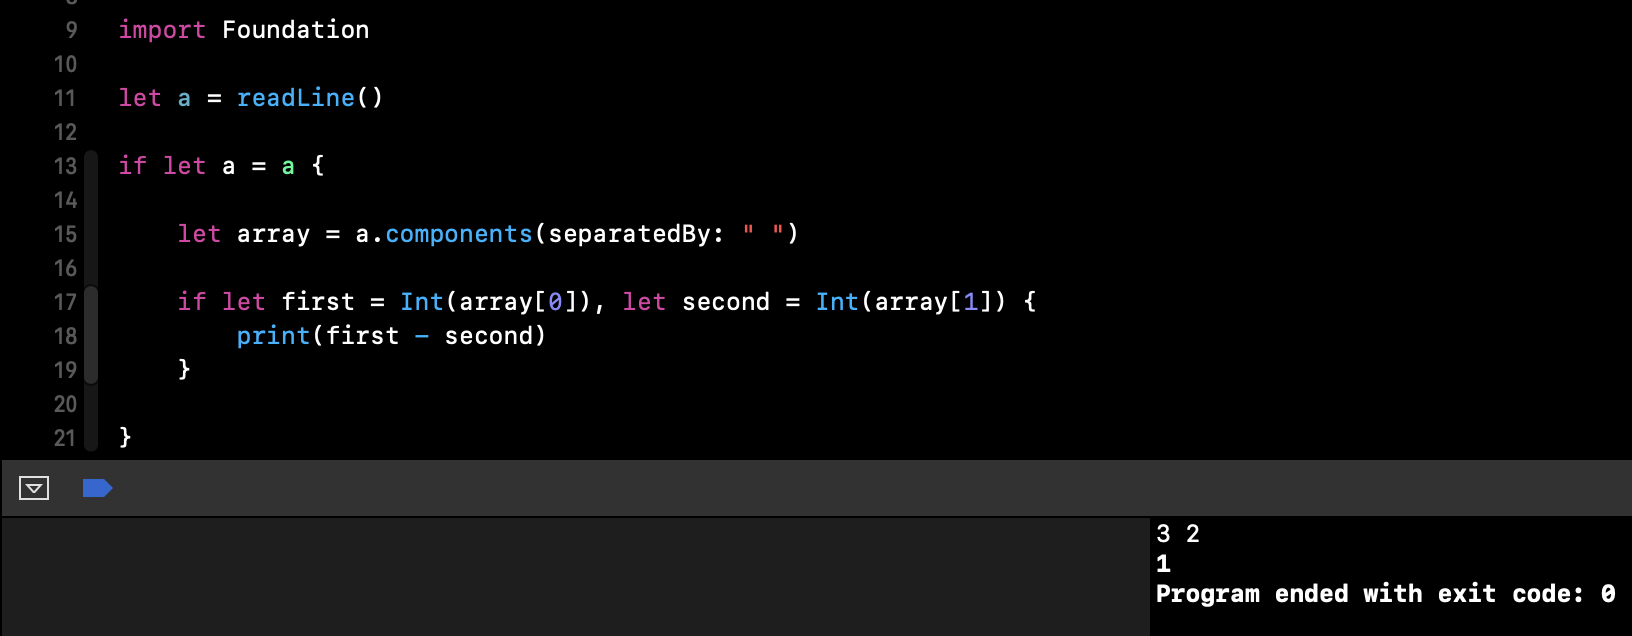 9 import Foundation
10
11 let a = readLine()
12
13 if let a = a {
14
15     let array = a.components(separatedBy: " ")
16
17     if let first = Int(array[0]), let second = Int(array[1]) {
18         print(first - second)
19     }
20
21 }
3 2
1
Program ended with exit code: 0